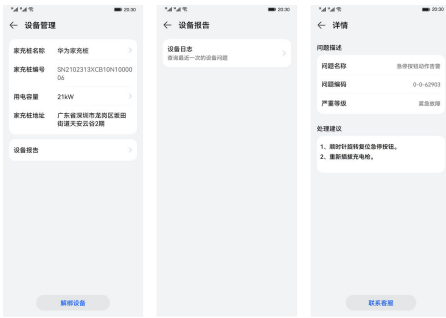 20:30
← 设备管理
家充桩名称 华为家充桩 >
家充桩编号 SN2102313XCB10N10000
06
用电容量 21kW >
家充桩地址 广东省深圳市龙岗区坂田
街道天安云谷2期
设备报告 >
解绑设备
20:30
← 设备报告
设备日志
查询最近一次的设备问题 >
20:30
← 详情
问题描述
问题名称 急停按钮动作告警
问题编码 0-0-62903
严重等级 紧急故障
处理建议
1、顺时针旋转复位急停按钮。
2、重新插拔充电枪。
联系客服